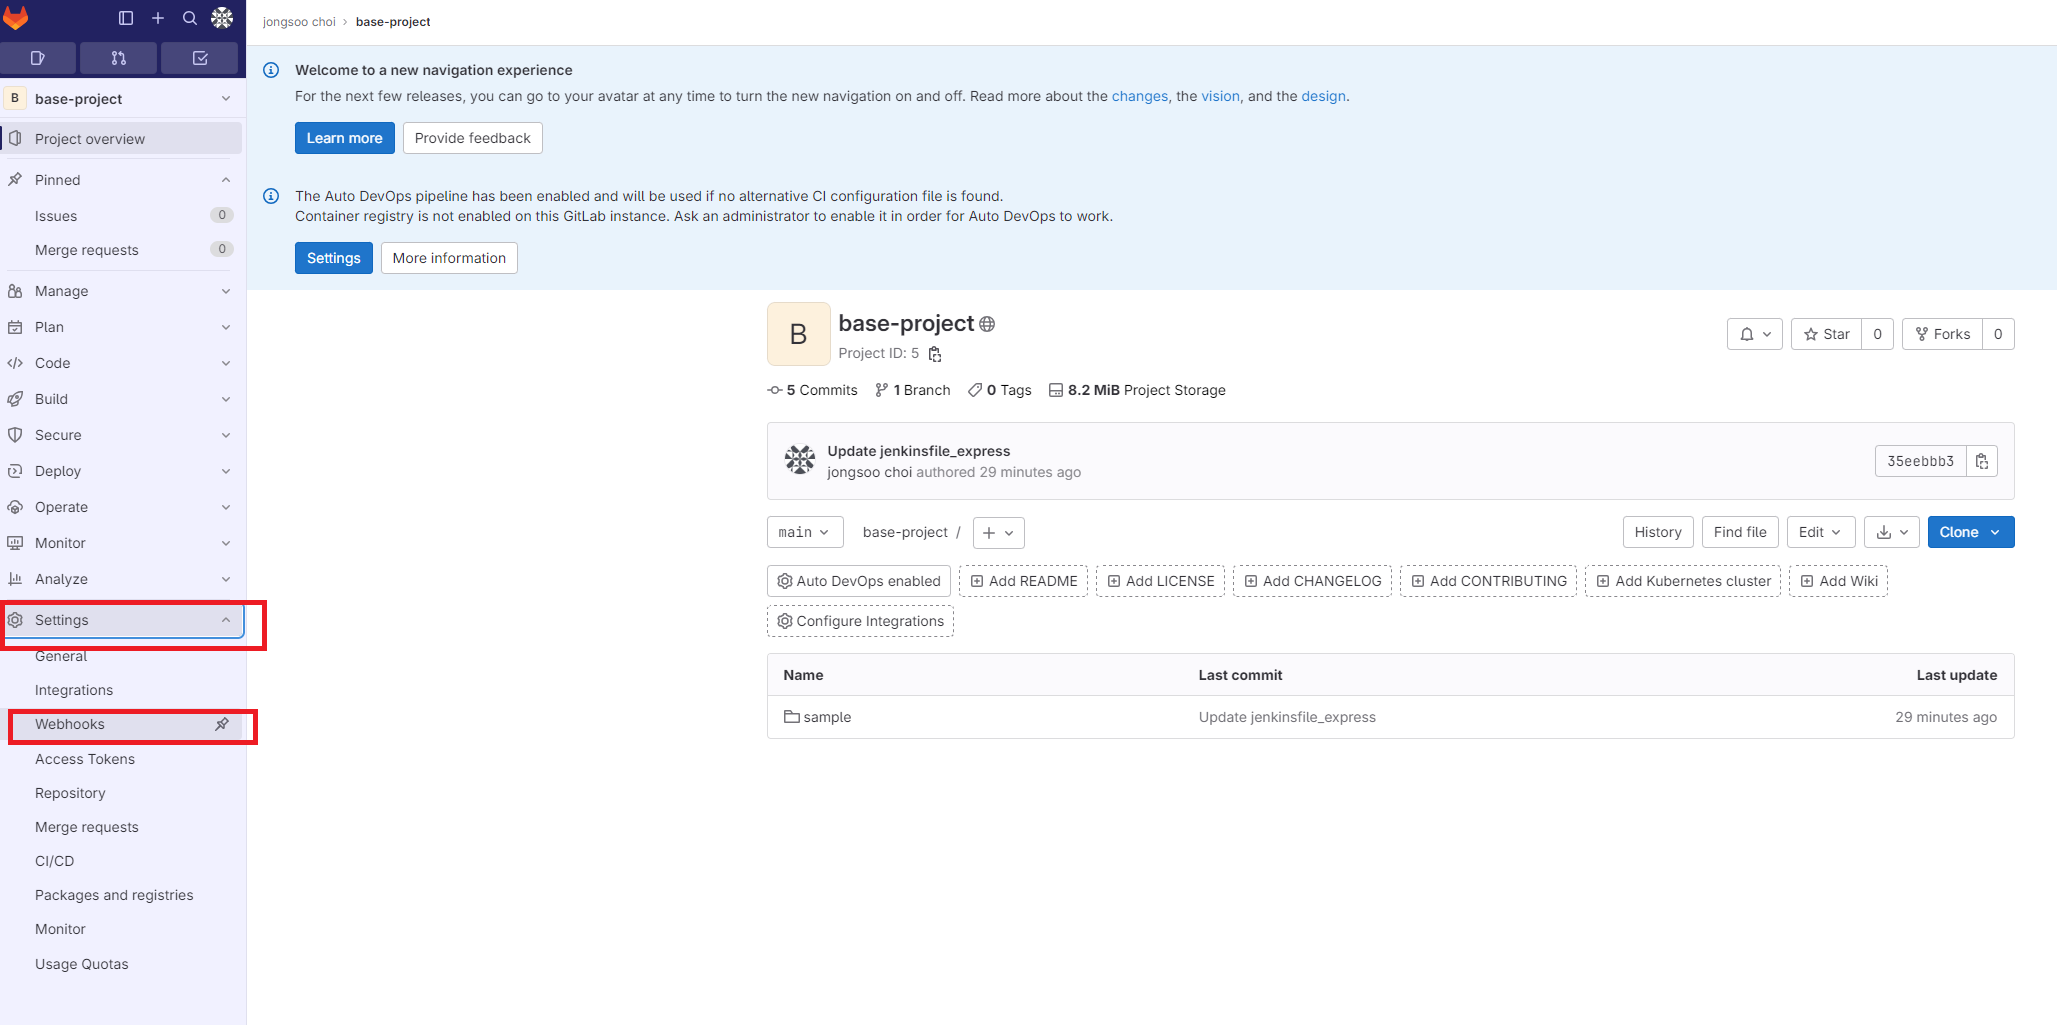 jongsoo choi › base-project
B base-project
Project overview
Pinned
Issues 0
Merge requests 0
Manage
Plan
Code
Build
Secure
Deploy
Operate
Monitor
Analyze
Settings
General
Integrations
Webhooks
Access Tokens
Repository
Merge requests
CI/CD
Packages and registries
Monitor
Usage Quotas
Welcome to a new navigation experience
For the next few releases, you can go to your avatar at any time to turn the new navigation on and off. Read more about the changes, the vision, and the design.
Learn more Provide feedback
The Auto DevOps pipeline has been enabled and will be used if no alternative CI configuration file is found.
Container registry is not enabled on this GitLab instance. Ask an administrator to enable it in order for Auto DevOps to work.
Settings More information
B base-project
Project ID: 5
Star 0 Forks 0
5 Commits 1 Branch 0 Tags 8.2 MiB Project Storage
Update jenkinsfile_express
jongsoo choi authored 29 minutes ago
35eebbb3
main base-project / + History Find file Edit Clone
Auto DevOps enabled Add README Add LICENSE Add CHANGELOG Add CONTRIBUTING Add Kubernetes cluster Add Wiki
Configure Integrations
Name Last commit Last update
sample Update jenkinsfile_express 29 minutes ago